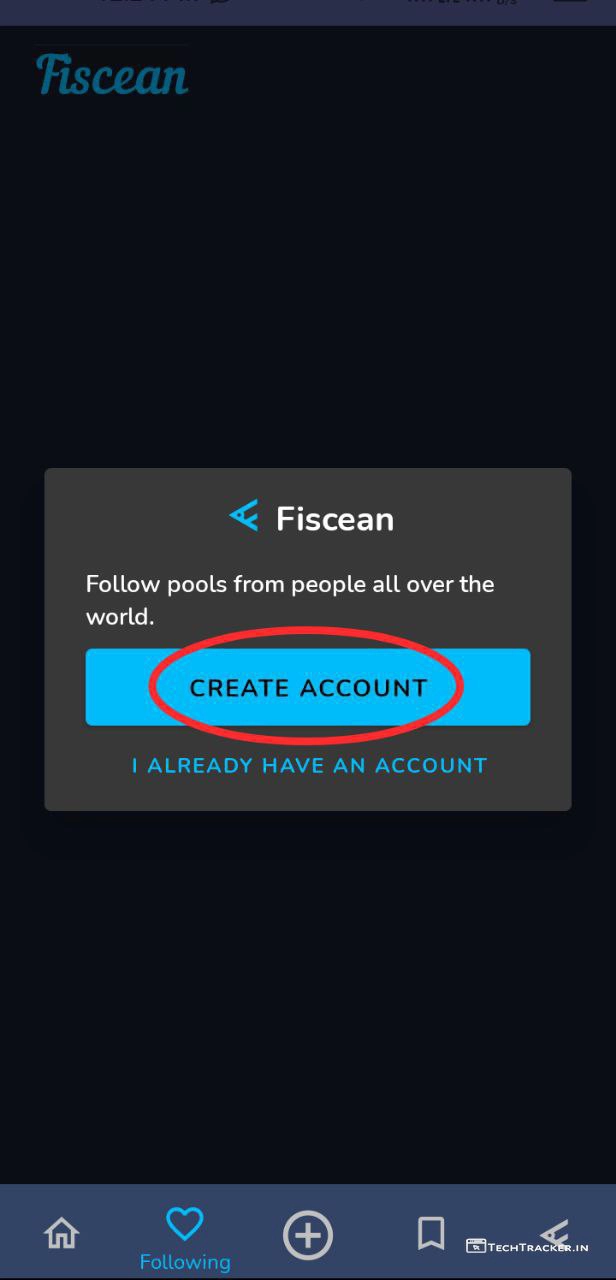 Fiscean
Fiscean
Follow pools from people all over the
world.
CREATE ACCOUNT
I ALREADY HAVE AN ACCOUNT
Following
TECHTRACKER.IN